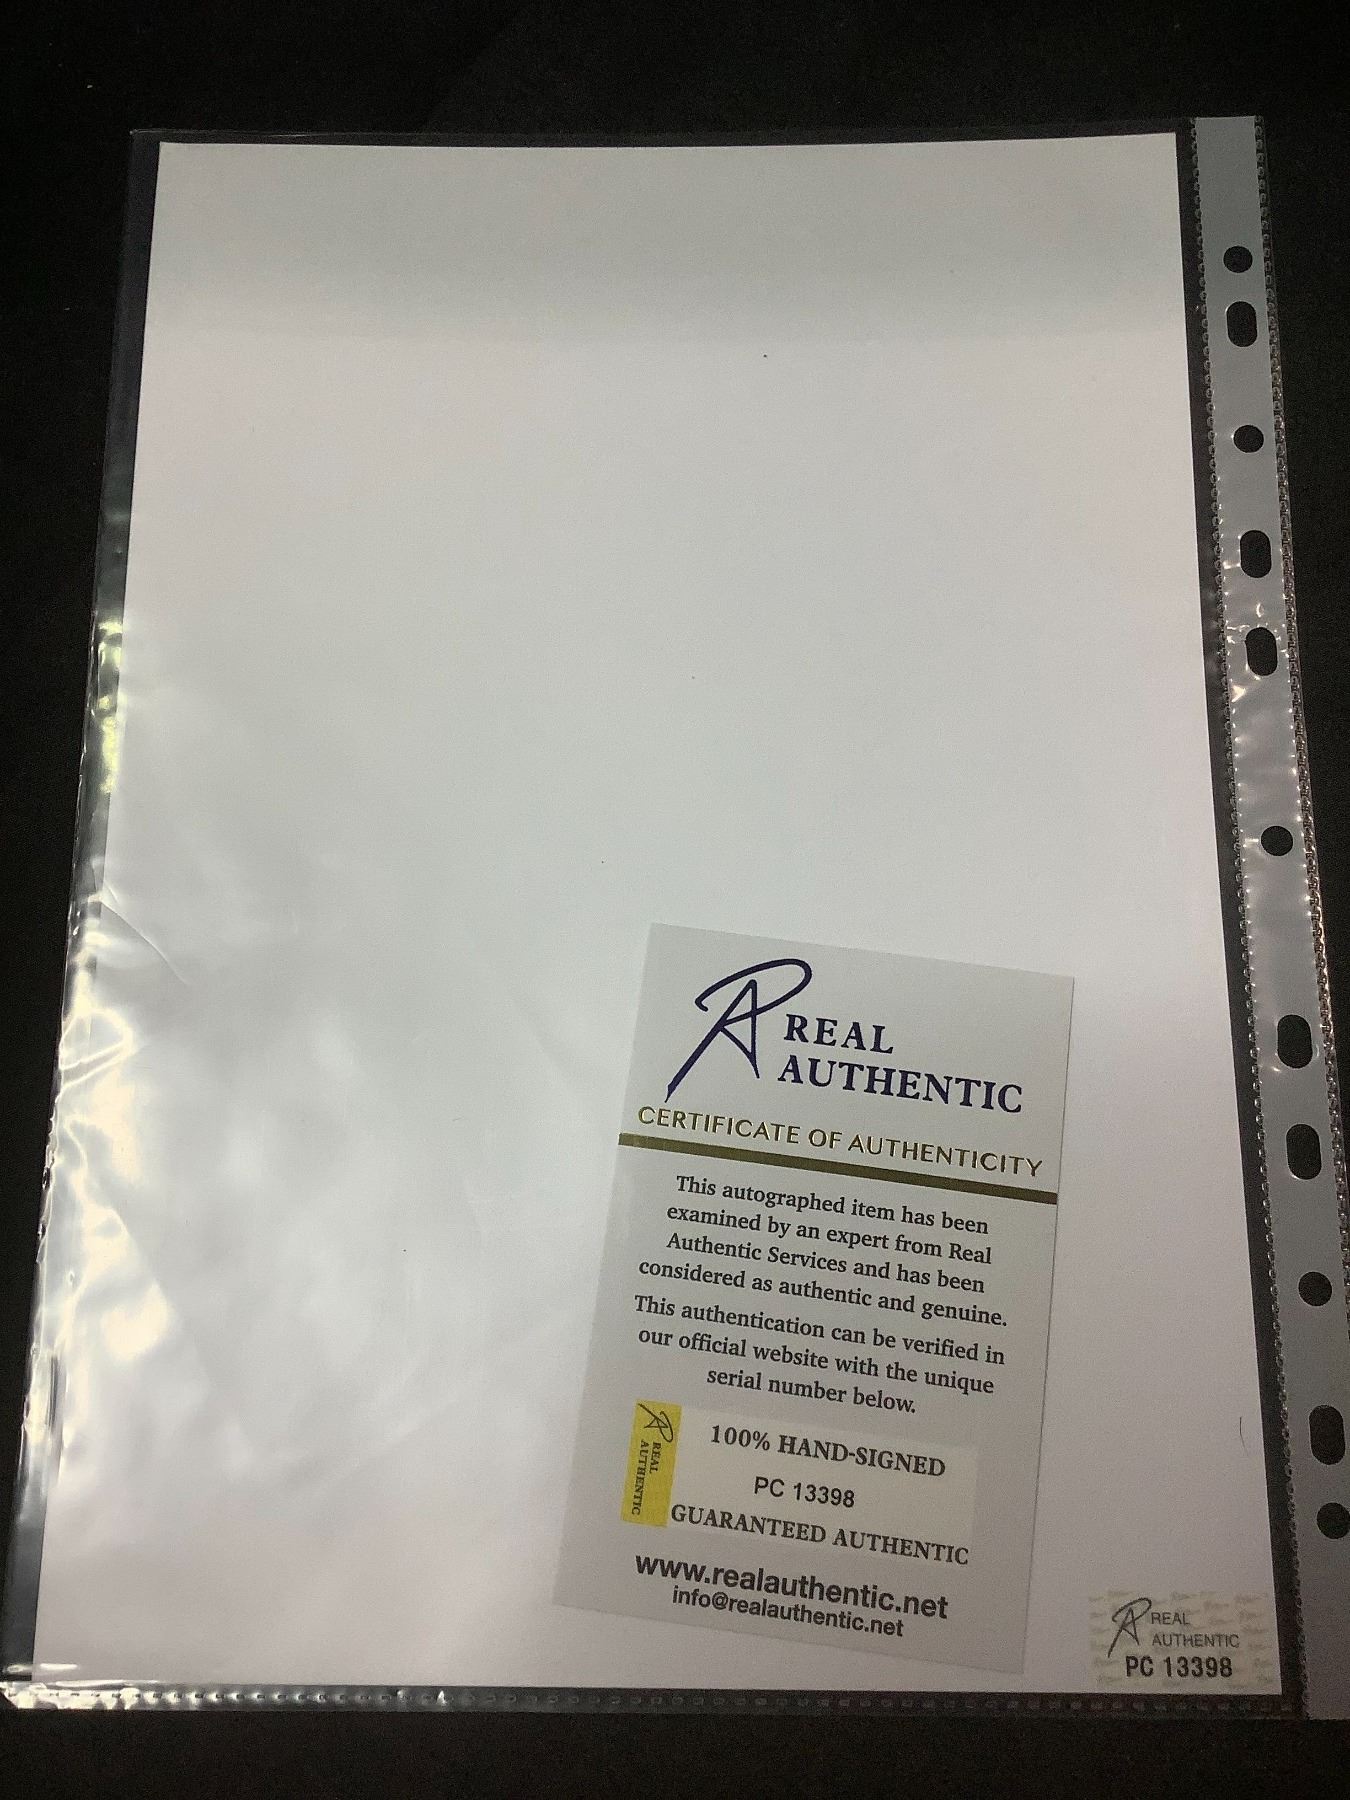 REAL
AUTHENTIC
CERTIFICATE OF AUTHENTICITY
This autographed item has been
examined by an expert from Real
Authentic Services and has been
considered as authentic and genuine.
This authentication can be verified in
our official website with the unique
serial number below.
REAL
AUTHENTIC
100% HAND-SIGNED
PC 13398
GUARANTEED AUTHENTIC
www.realauthentic.net
info@realauthentic.net
REAL
AUTHENTIC
PC 13398